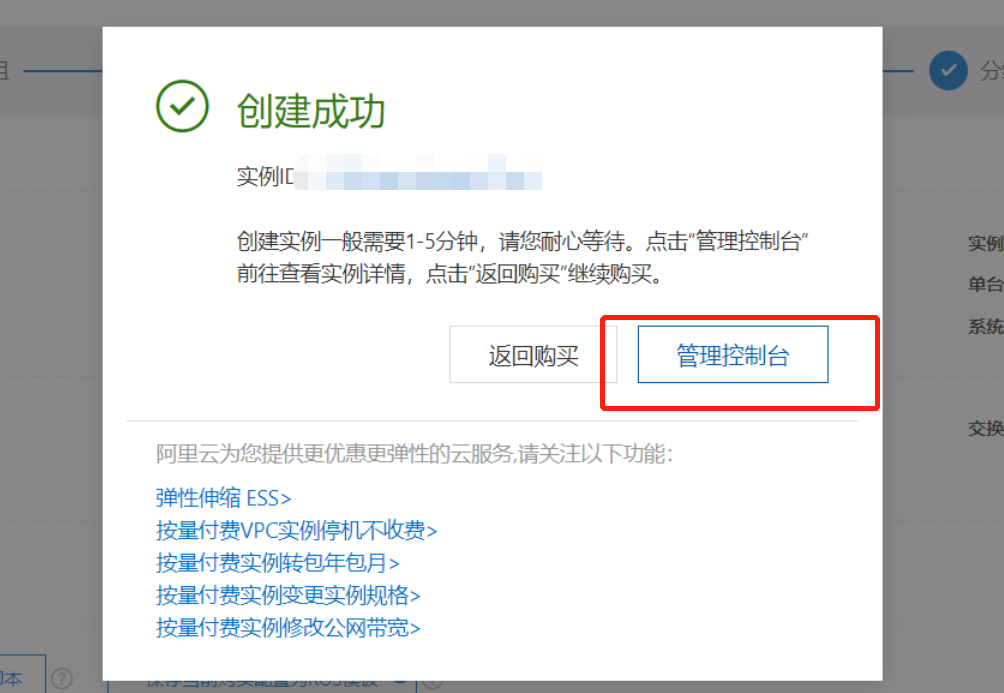 创建成功
实例ID
创建实例一般需要1-5分钟，请您耐心等待。点击“管理控制台”
前往查看实例详情，点击“返回购买”继续购买。
返回购买
管理控制台
阿里云为您提供更优惠更弹性的云服务,请关注以下功能：
弹性伸缩 ESS>
按量付费VPC实例停机不收费>
按量付费实例转包年包月>
按量付费实例变更实例规格>
按量付费实例修改公网带宽>
实例
单台
系统
交换